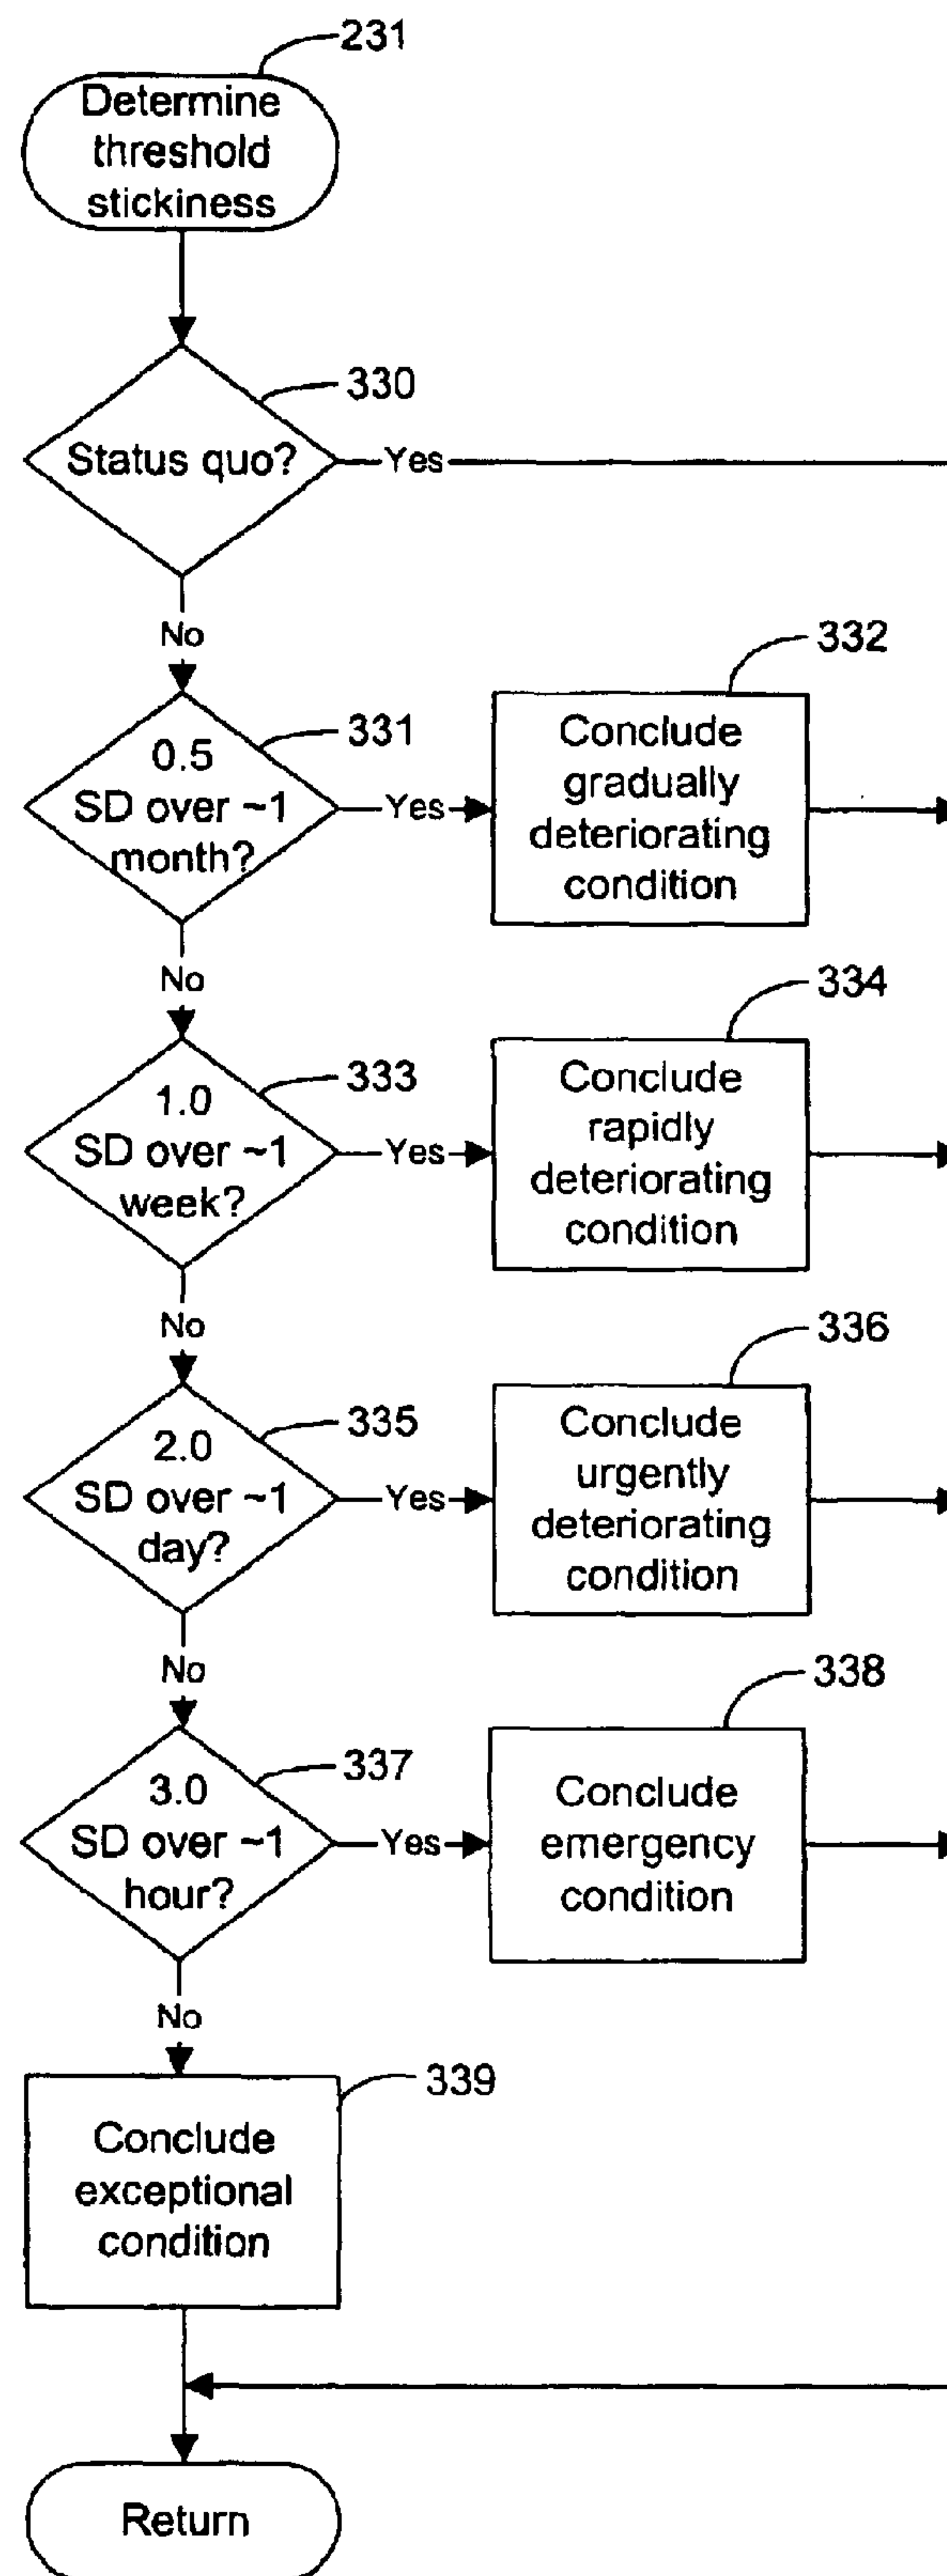 231
Determine
threshold
stickiness
330
Status quo?
Yes
No
332
331
0.5
SD over ~1
month?
Yes
Conclude
gradually
deteriorating
condition
No
334
333
1.0
SD over ~1
week?
Yes
Conclude
rapidly
deteriorating
condition
No
336
335
2.0
SD over ~1
day?
Yes
Conclude
urgently
deteriorating
condition
No
338
337
3.0
SD over ~1
hour?
Yes
Conclude
emergency
condition
No
339
Conclude
exceptional
condition
Return